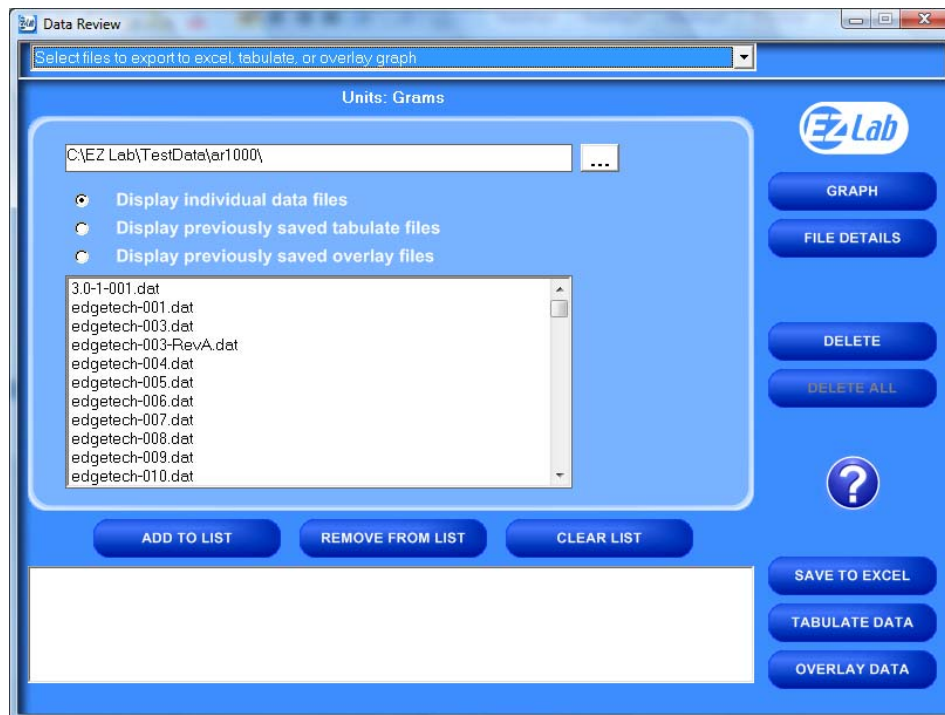 Data Review
Select files to export to excel, tabulate, or overlay graph
Units: Grams
EZ Lab
C:\EZ Lab\TestData\ar1000\
...
GRAPH
Display individual data files
FILE DETAILS
Display previously saved tabulate files
Display previously saved overlay files
3.0-1-001.dat
edgetech-001.dat
edgetech-003.dat
edgetech-003-RevA.dat
DELETE
edgetech-004.dat
edgetech-005.dat
DELETE ALL
edgetech-006.dat
edgetech-007.dat
edgetech-008.dat
edgetech-009.dat
edgetech-010.dat
?
ADD TO LIST
REMOVE FROM LIST
CLEAR LIST
SAVE TO EXCEL
TABULATE DATA
OVERLAY DATA